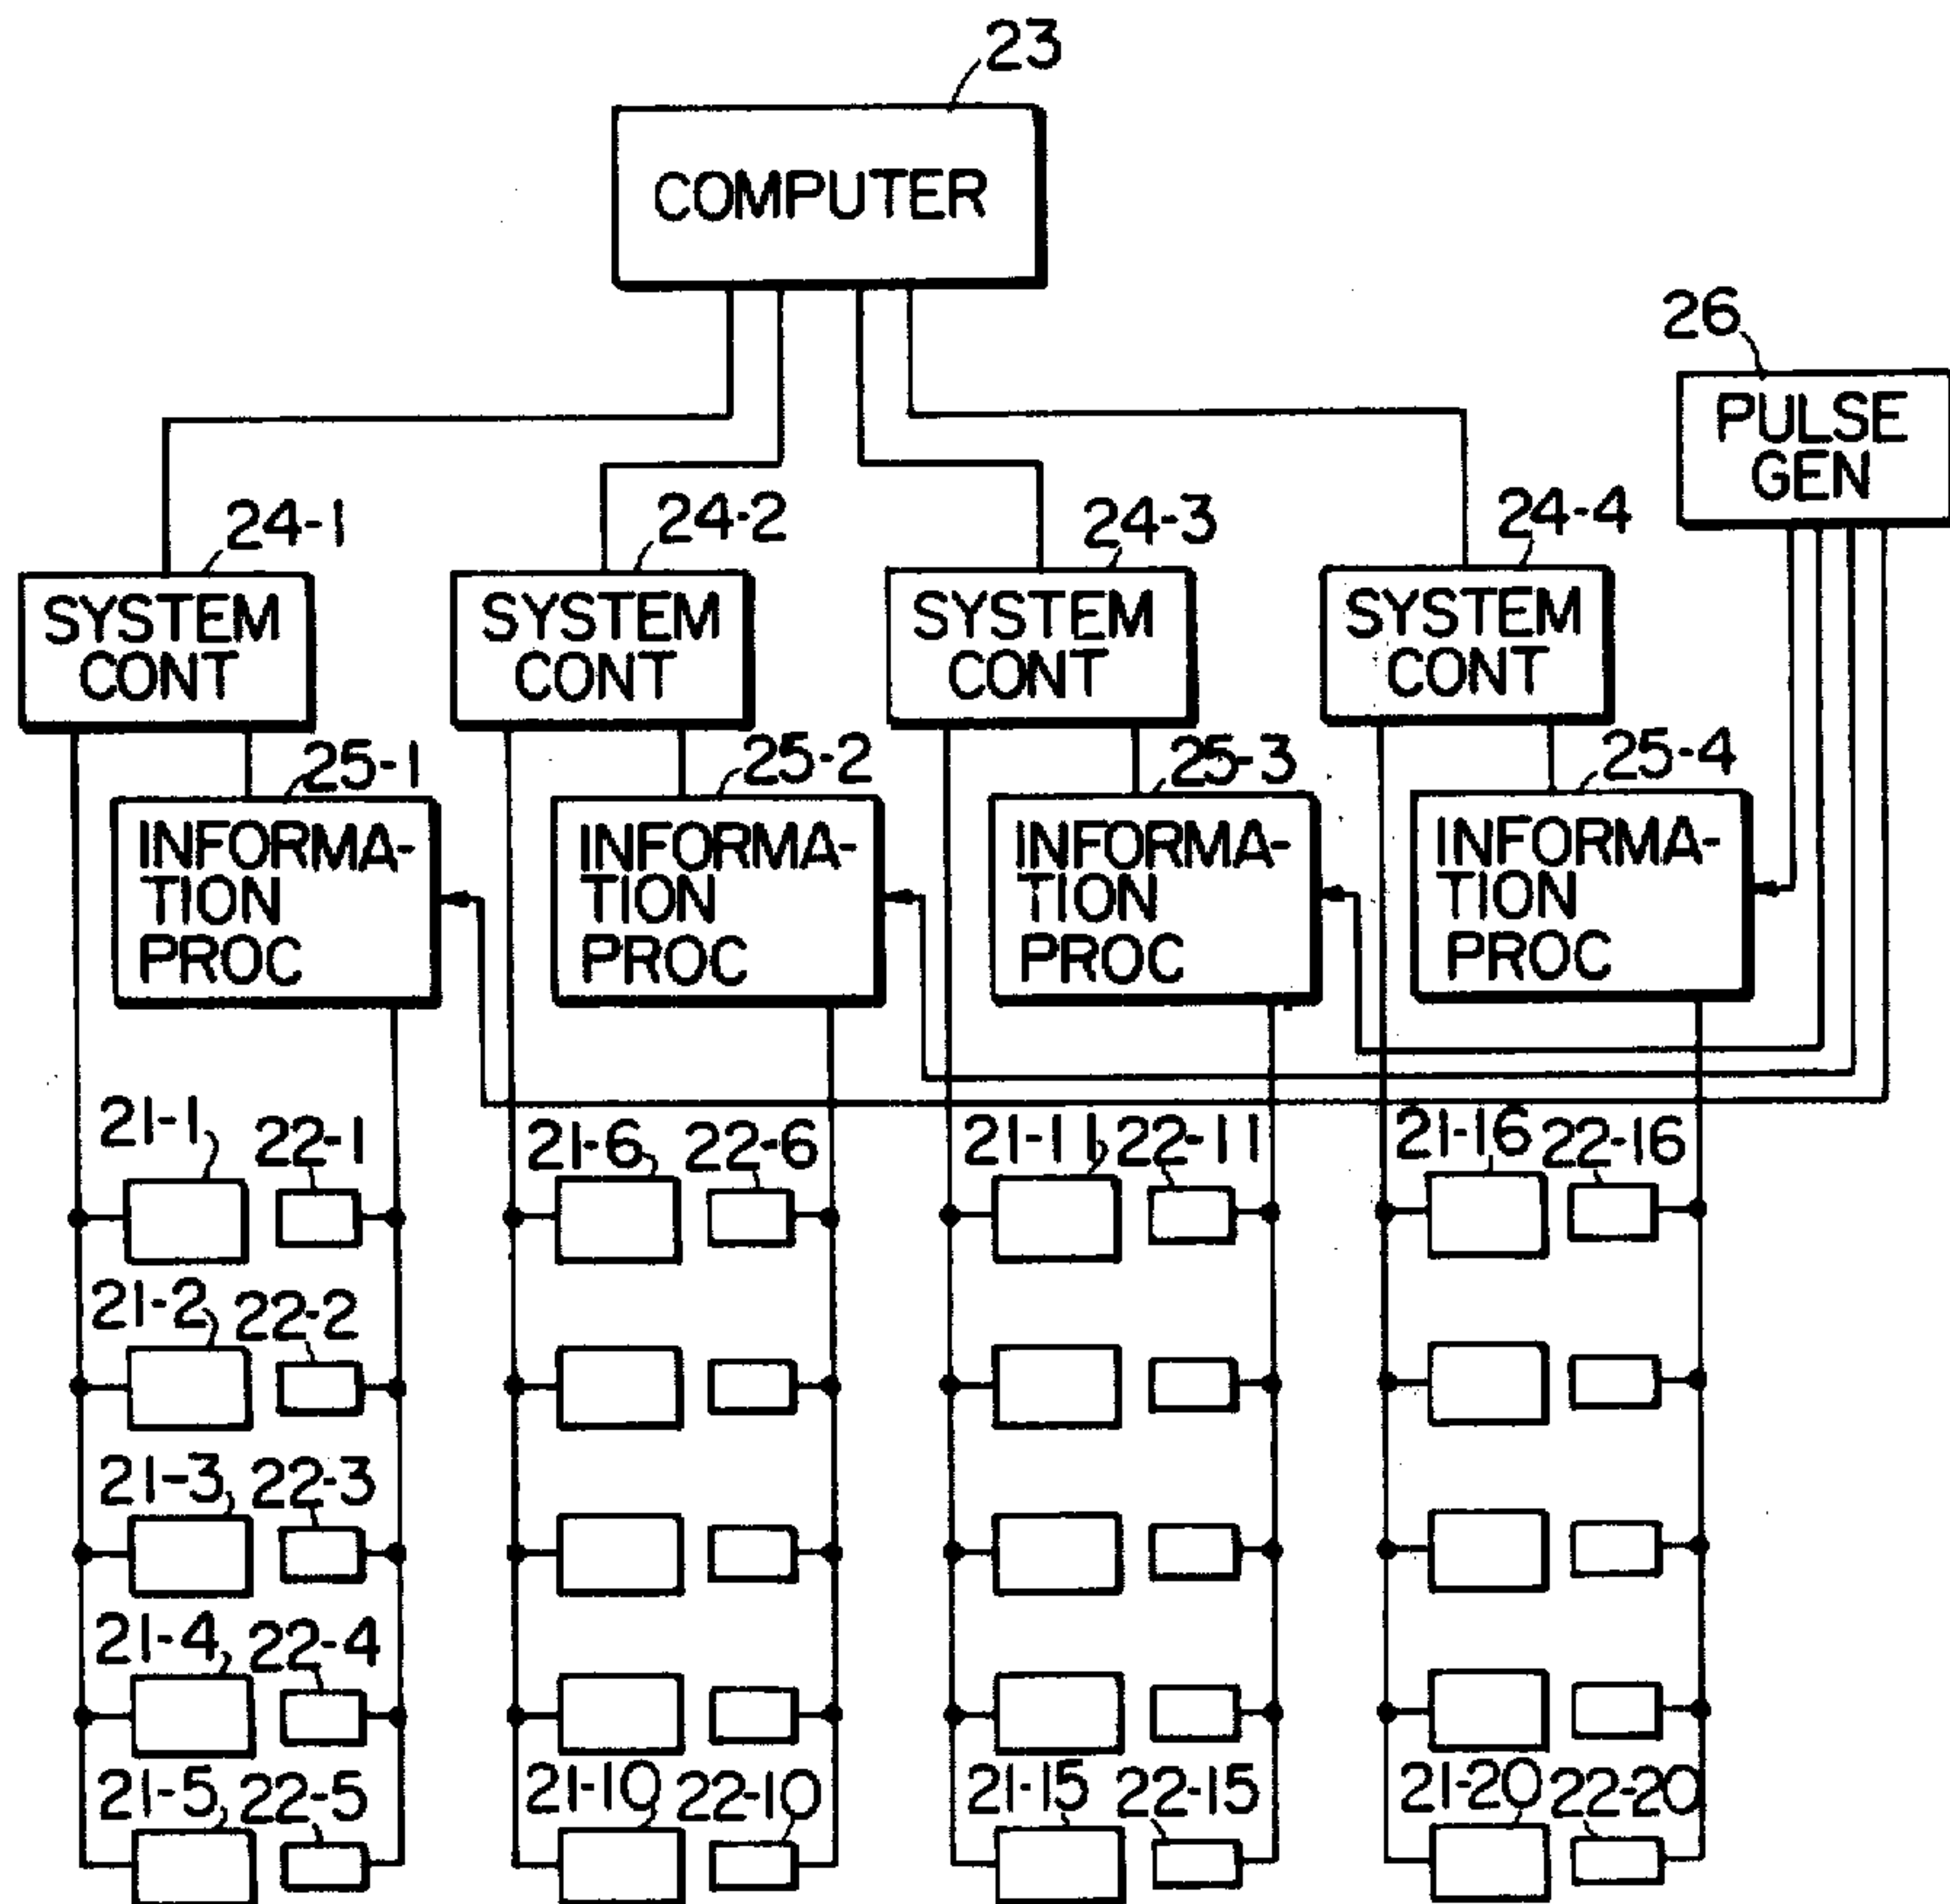 23
COMPUTER
26
PULSE
GEN
24-1
24-2
24-3
24-4
SYSTEM
CONT
SYSTEM
CONT
SYSTEM
CONT
SYSTEM
CONT
25-1
25-2
25-3
25-4
INFORMA-
TION
PROC
INFORMA-
TION
PROC
INFORMA-
TION
PROC
INFORMA-
TION
PROC
21-1
22-1
21-6
22-6
21-11
22-11
21-16
22-16
21-2
22-2
21-3
22-3
21-4
22-4
21-5
22-5
21-10
22-10
21-15
22-15
21-20
22-20